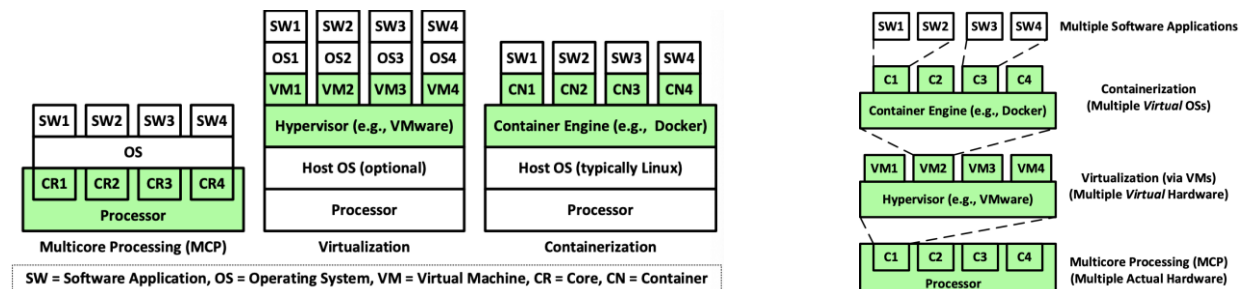 SW1 SW2 SW3 SW4
OS
CR1 CR2 CR3 CR4
Processor
Multicore Processing (MCP)
SW1 SW2 SW3 SW4
OS1 OS2 OS3 OS4
VM1 VM2 VM3 VM4
Hypervisor (e.g., VMware)
Host OS (optional)
Processor
Virtualization
SW1 SW2 SW3 SW4
CN1 CN2 CN3 CN4
Container Engine (e.g., Docker)
Host OS (typically Linux)
Processor
Containerization
SW = Software Application, OS = Operating System, VM = Virtual Machine, CR = Core, CN = Container
SW1 SW2 SW3 SW4
Multiple Software Applications
C1 C2 C3 C4
Container Engine (e.g., Docker)
Containerization
(Multiple Virtual OSs)
VM1 VM2 VM3 VM4
Hypervisor (e.g., VMware)
Virtualization (via VMs)
(Multiple Virtual Hardware)
C1 C2 C3 C4
Processor
Multicore Processing (MCP)
(Multiple Actual Hardware)